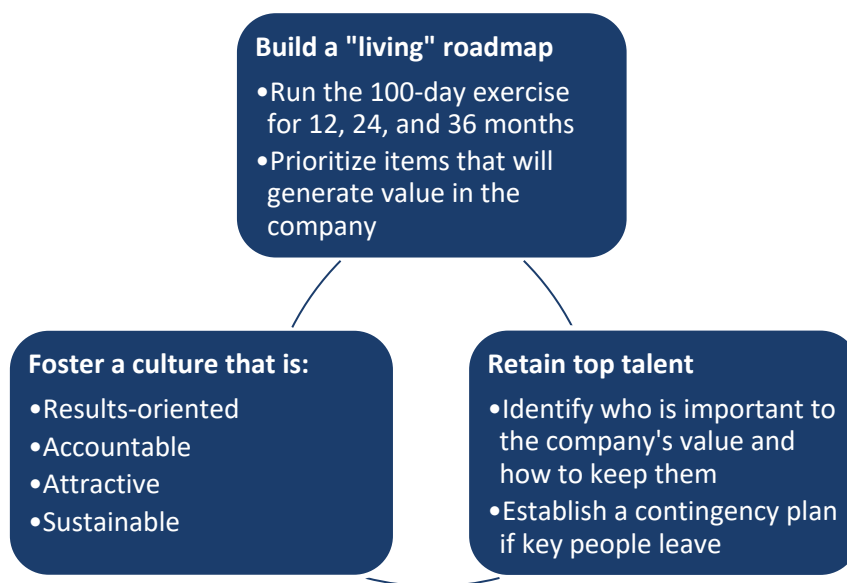 Build a "living" roadmap
•Run the 100-day exercise
for 12, 24, and 36 months
•Prioritize items that will
generate value in the
company
Foster a culture that is:
•Results-oriented
•Accountable
•Attractive
•Sustainable
Retain top talent
•Identify who is important to
the company's value and
how to keep them
•Establish a contingency plan
if key people leave